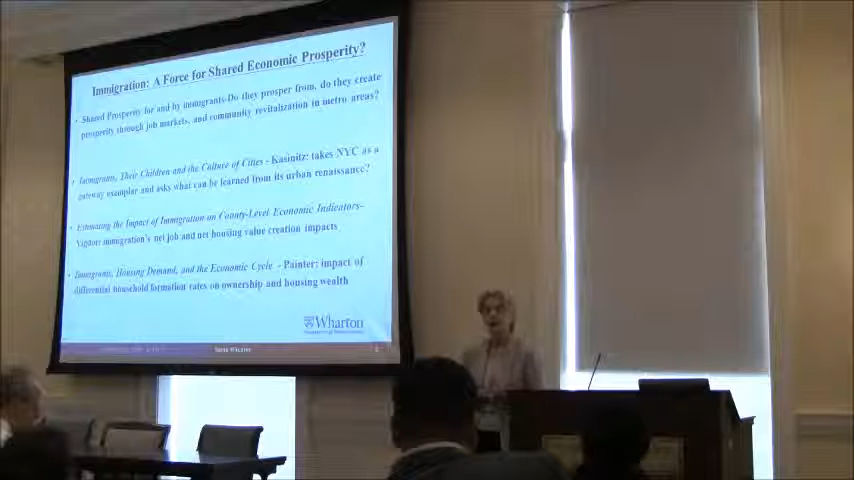 Immigration: A Force for Shared Economic Prosperity?
• Shared Prosperity for and by immigrants-Do they prosper from, do they create
prosperity through job markets, and community revitalization in metro areas?
• Immigrants, Their Children and the Culture of Cities - Kasinitz: takes NYC as a
gateway exemplar and asks what can be learned from its urban renaissance?
• Estimating the Impact of Immigration on County-Level Economic Indicators-
Vigdor: immigration's net job and net housing value creation impacts
• Immigrants, Housing Demand, and the Economic Cycle - Painter: impact of
differential household formation rates on ownership and housing wealth
Wharton